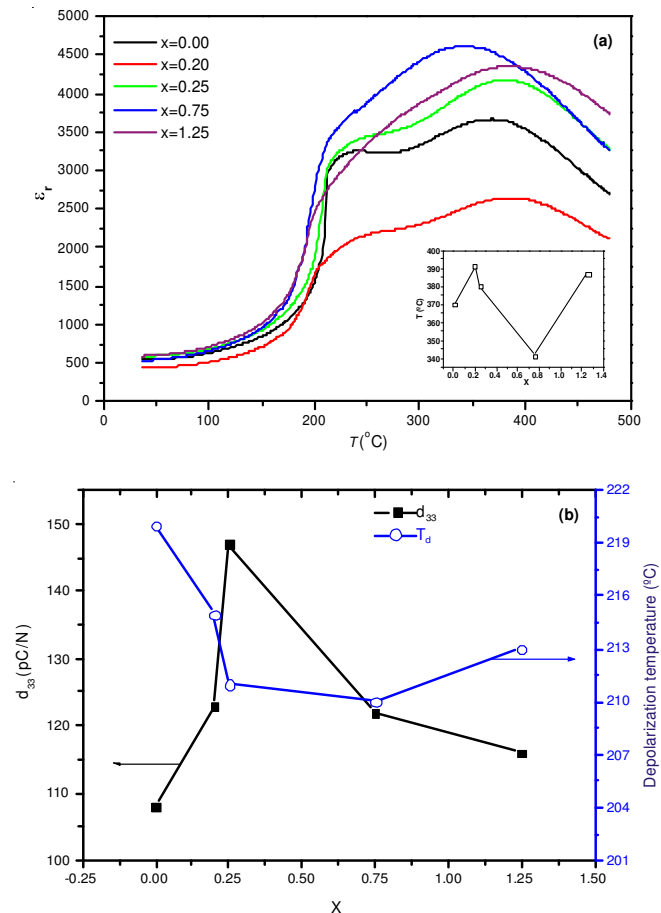 (a)
x=0.00
x=0.20
x=0.25
x=0.75
x=1.25
5000
4500
4000
3500
3000
2500
2000
1500
1000
500
0
εr
0 100 200 300 400 500
T(°C)
400
390
380
370
360
350
340
T (ºC)
0.0 0.2 0.4 0.6 0.8 1.0 1.2 1.4
X
(b)
d33
Td
150
140
130
120
110
100
d33 (pC/N)
222
219
216
213
210
207
204
201
Depolarization temperature (ºC)
-0.25 0.00 0.25 0.50 0.75 1.00 1.25 1.50
X